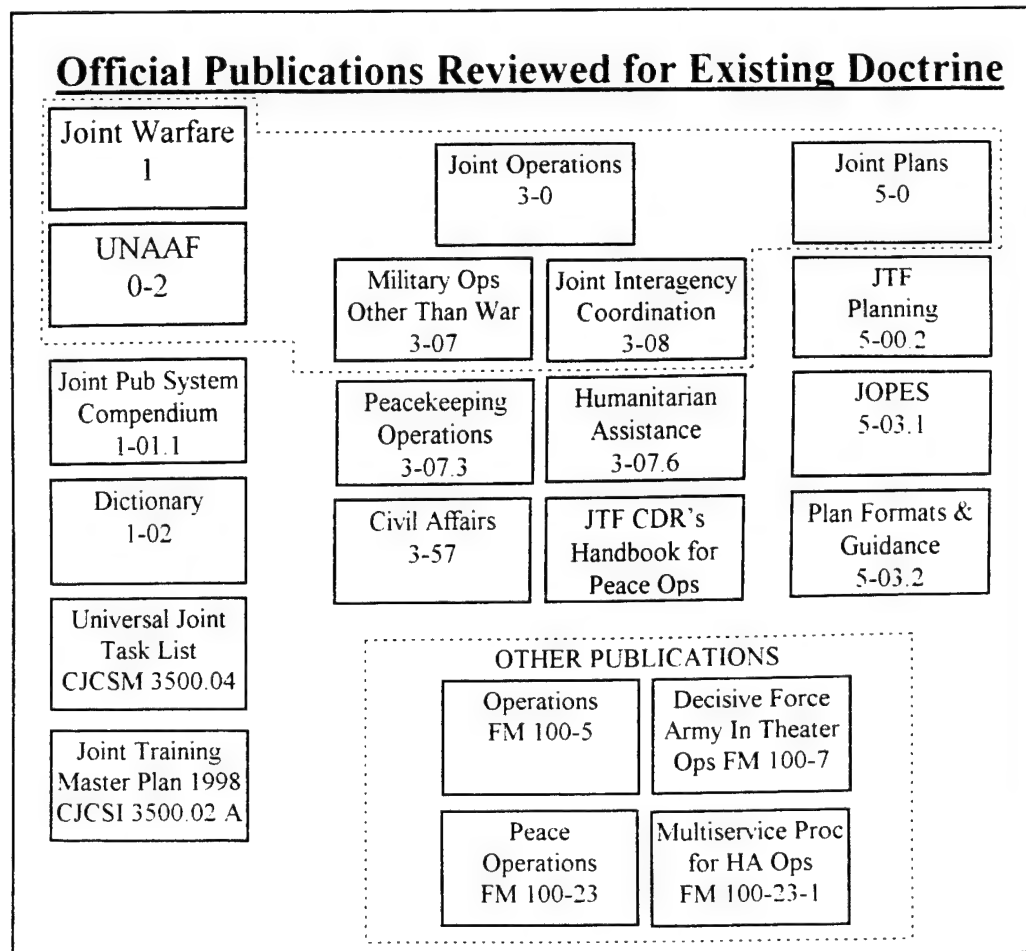 Official Publications Reviewed for Existing Doctrine
Joint Warfare
1
UNAAF
0-2
Joint Pub System
Compendium
1-01.1
Dictionary
1-02
Universal Joint
Task List
CJCSM 3500.04
Joint Training
Master Plan 1998
CJCSI 3500.02 A
Joint Operations
3-0
Military Ops
Other Than War
3-07
Joint Interagency
Coordination
3-08
Peacekeeping
Operations
3-07.3
Humanitarian
Assistance
3-07.6
Civil Affairs
3-57
JTF CDR's
Handbook for
Peace Ops
Joint Plans
5-0
JTF
Planning
5-00.2
JOPES
5-03.1
Plan Formats &
Guidance
5-03.2
OTHER PUBLICATIONS
Operations
FM 100-5
Decisive Force
Army In Theater
Ops FM 100-7
Peace
Operations
FM 100-23
Multiservice Proc
for HA Ops
FM 100-23-1